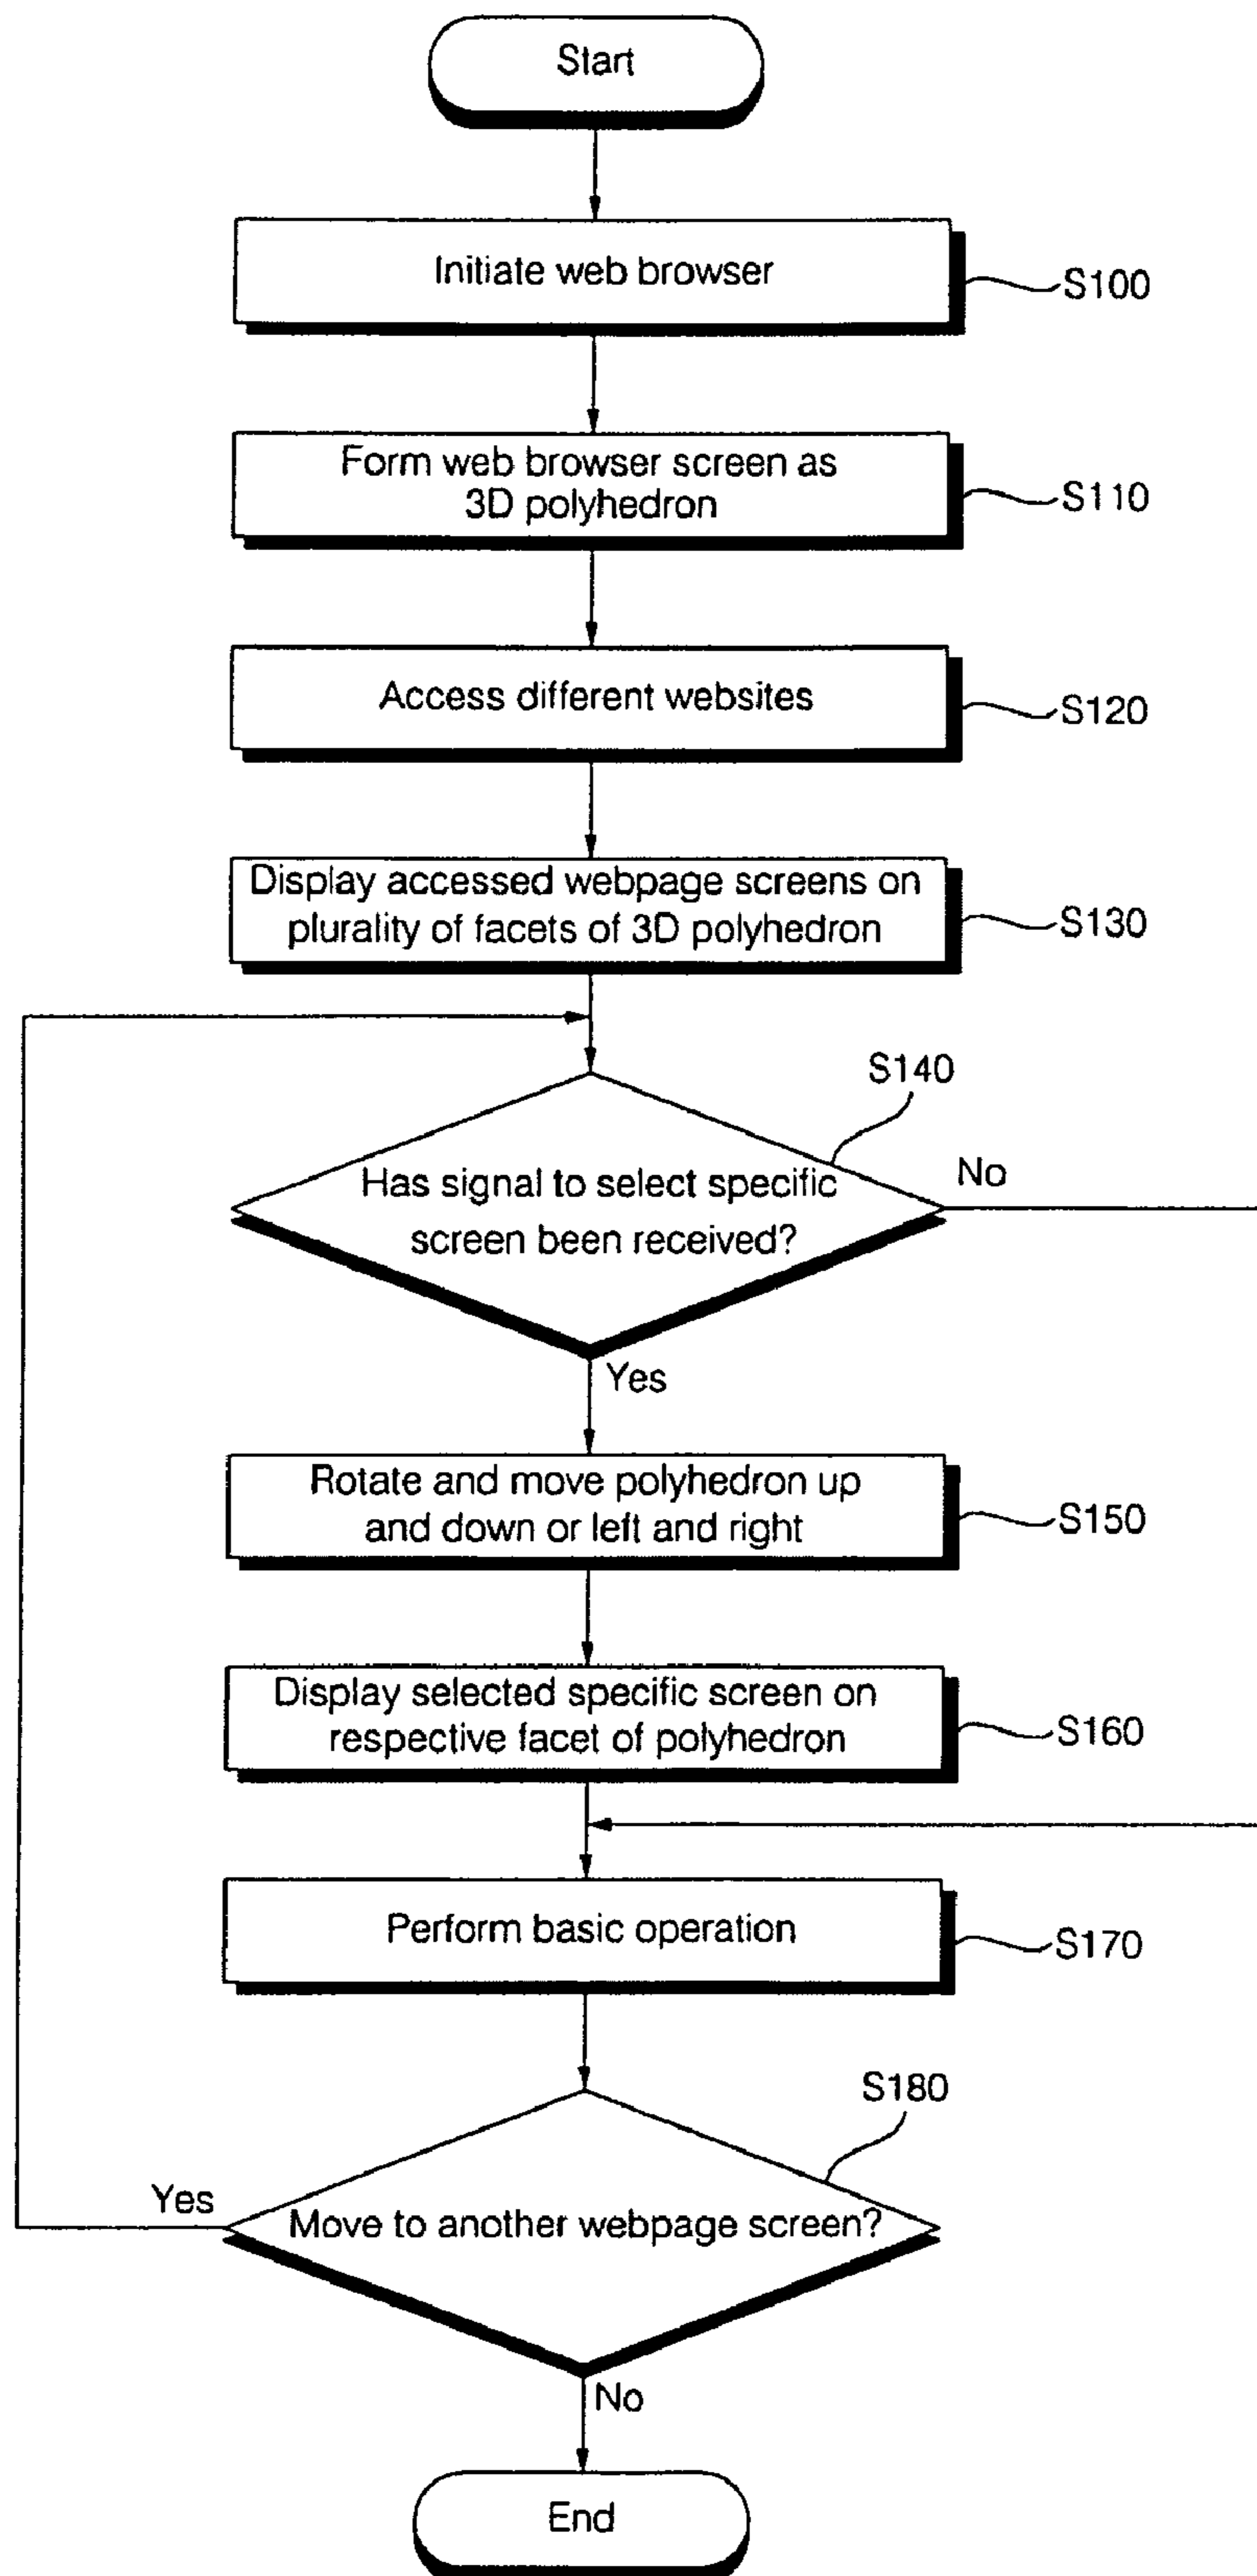 Start
Initiate web browser
S100
Form web browser screen as
3D polyhedron
S110
Access different websites
S120
Display accessed webpage screens on
plurality of facets of 3D polyhedron
S130
S140
Has signal to select specific
screen been received?
No
Yes
Rotate and move polyhedron up
and down or left and right
S150
Display selected specific screen on
respective facet of polyhedron
S160
Perform basic operation
S170
S180
Yes
Move to another webpage screen?
No
End